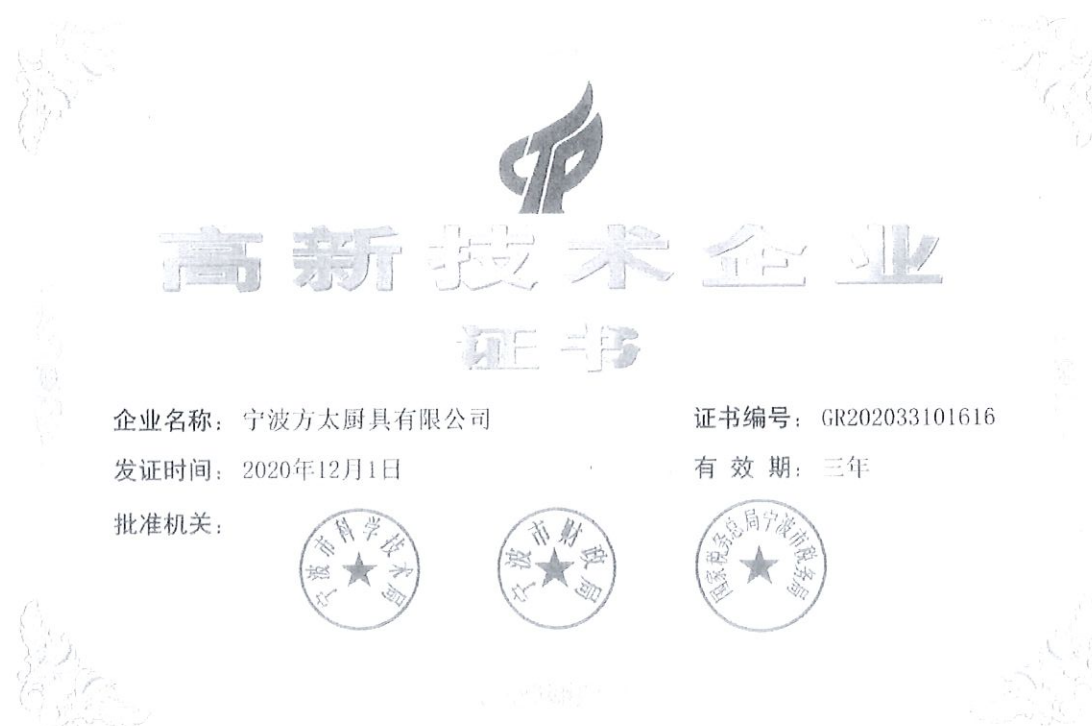 高新技术企业
证书
企业名称：宁波方太厨具有限公司
证书编号：GR202033101616
发证时间：2020年12月1日
有效期：三年
批准机关：
宁波市科学技术局
宁波市财政局
国家税务总局宁波市税务局